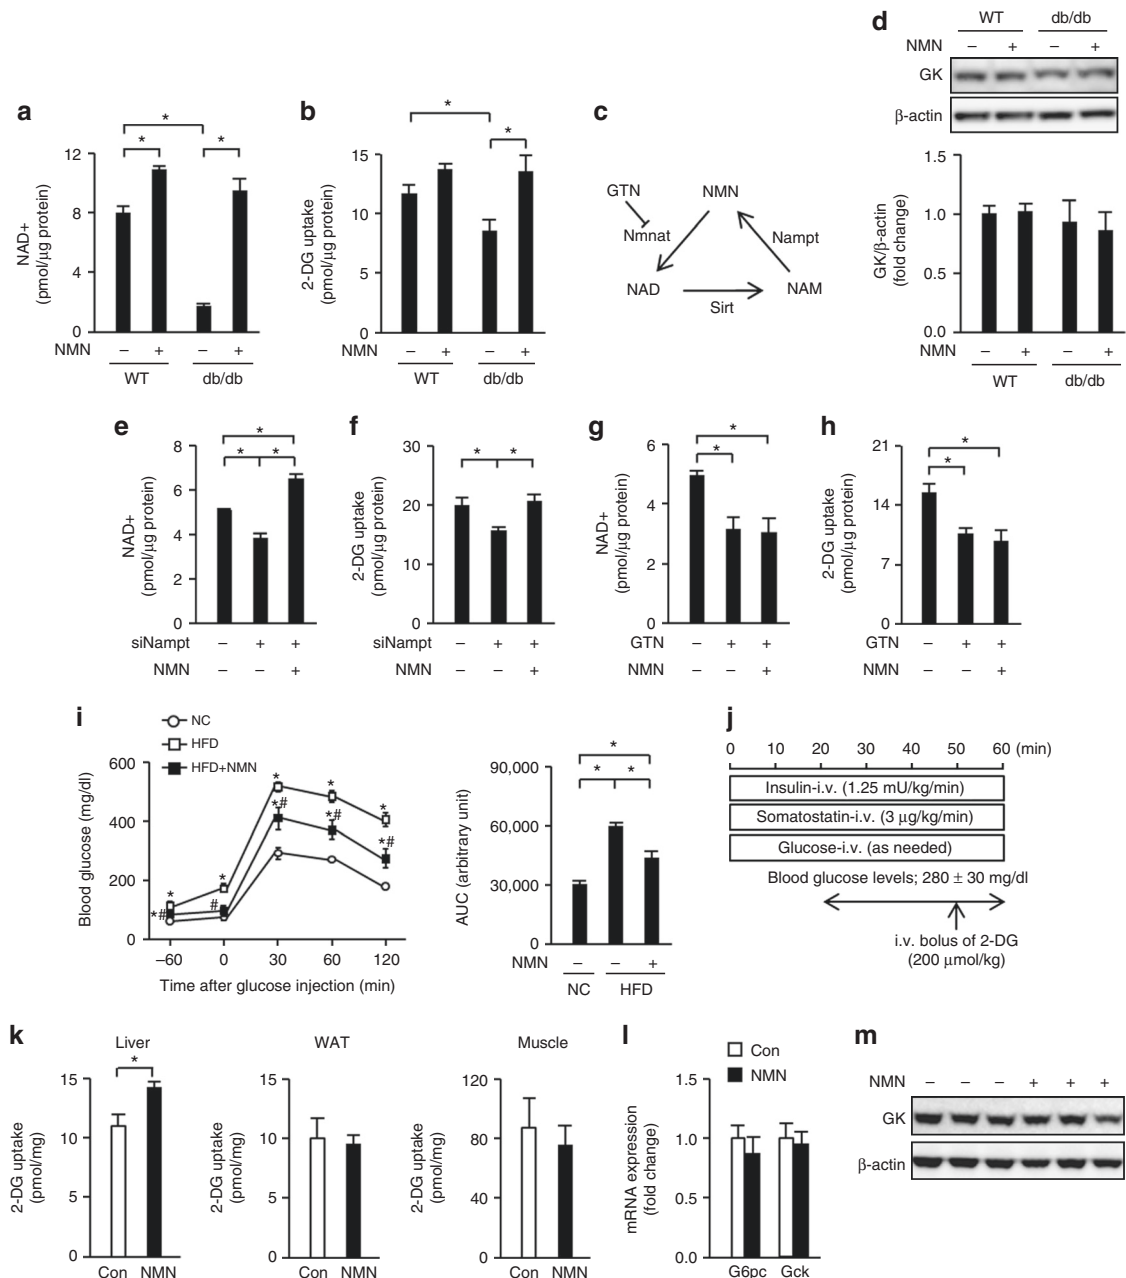 d
WT db/db
NMN − + − +
GK
β-actin
1.5
1.0
0.5
0.0
GK/β-actin
(fold change)
NMN − + − +
WT db/db
a
*
* *
12
8
4
0
NAD+
(pmol/μg protein)
NMN − + − +
WT db/db
b
*
*
15
10
5
0
2-DG uptake
(pmol/μg protein)
NMN − + − +
WT db/db
c
GTN NMN
Nmnat Nampt
NAD NAM
Sirt
e
*
* *
8
6
4
2
0
NAD+
(pmol/μg protein)
siNampt − + +
NMN − − +
f
* *
30
20
10
0
2-DG uptake
(pmol/μg protein)
siNampt − + +
NMN − − +
g
*
*
6
4
2
0
NAD+
(pmol/μg protein)
GTN − + +
NMN − − +
h
*
*
21
14
7
0
2-DG uptake
(pmol/μg protein)
GTN − + +
NMN − − +
i
NC
HFD
HFD+NMN
600
400
200
0
Blood glucose (mg/dl)
* * * * *
*# # *# *# *#
−60 0 30 60 120
Time after glucose injection (min)
*
* *
90,000
60,000
30,000
0
AUC (arbitrary unit)
NMN − − +
NC HFD
j
0 10 20 30 40 50 60 (min)
Insulin-i.v. (1.25 mU/kg/min)
Somatostatin-i.v. (3 μg/kg/min)
Glucose-i.v. (as needed)
Blood glucose levels; 280 ± 30 mg/dl
i.v. bolus of 2-DG
(200 μmol/kg)
k
Liver
*
15
10
5
0
2-DG uptake
(pmol/mg)
Con NMN
WAT
15
10
5
0
2-DG uptake
(pmol/mg)
Con NMN
Muscle
120
80
40
0
2-DG uptake
(pmol/mg)
Con NMN
l
Con
NMN
1.5
1.0
0.5
0.0
mRNA expression
(fold change)
G6pc Gck
m
NMN − − − + + +
GK
β-actin